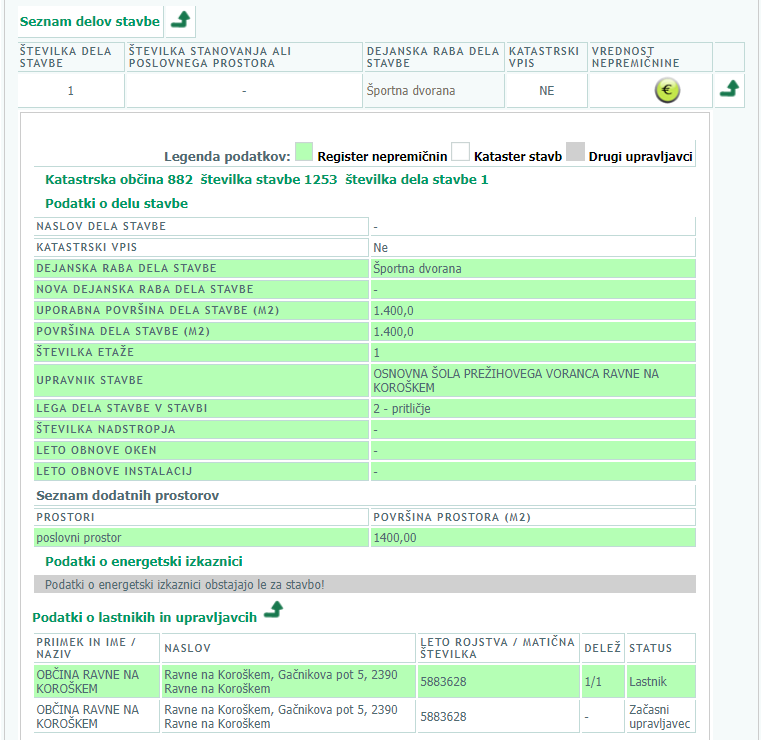 Seznam delov stavbe
ŠTEVILKA DELA STAVBE
ŠTEVILKA STANOVANJA ALI POSLOVNEGA PROSTORA
DEJANSKA RABA DELA STAVBE
KATASTRSKI VPIS
VREDNOST NEPREMIČNINE
1 - Športna dvorana NE €
Legenda podatkov: Register nepremičnin Kataster stavb Drugi upravljavci
Katastrska občina 882 številka stavbe 1253 številka dela stavbe 1
Podatki o delu stavbe
NASLOV DELA STAVBE -
KATASTRSKI VPIS Ne
DEJANSKA RABA DELA STAVBE Športna dvorana
NOVA DEJANSKA RABA DELA STAVBE -
UPORABNA POVRŠINA DELA STAVBE (M2) 1.400,0
POVRŠINA DELA STAVBE (M2) 1.400,0
ŠTEVILKA ETAŽE 1
UPRAVNIK STAVBE OSNOVNA ŠOLA PREŽIHOVEGA VORANCA RAVNE NA
KOROŠKEM
LEGA DELA STAVBE V STAVBI 2 - pritličje
ŠTEVILKA NADSTROPJA -
LETO OBNOVE OKEN -
LETO OBNOVE INSTALACIJ -
Seznam dodatnih prostorov
PROSTORI POVRŠINA PROSTORA (M2)
poslovni prostor 1400,00
Podatki o energetski izkaznici
Podatki o energetski izkaznici obstajajo le za stavbo!
Podatki o lastnikih in upravljavcih
PRIIMEK IN IME / NAZIV
NASLOV
LETO ROJSTVA / MATIČNA ŠTEVILKA
DELEŽ
STATUS
OBČINA RAVNE NA KOROŠKEM
Ravne na Koroškem, Gačnikova pot 5, 2390 Ravne na Koroškem
5883628
1/1
Lastnik
OBČINA RAVNE NA KOROŠKEM
Ravne na Koroškem, Gačnikova pot 5, 2390 Ravne na Koroškem
5883628
-
Začasni upravljavec